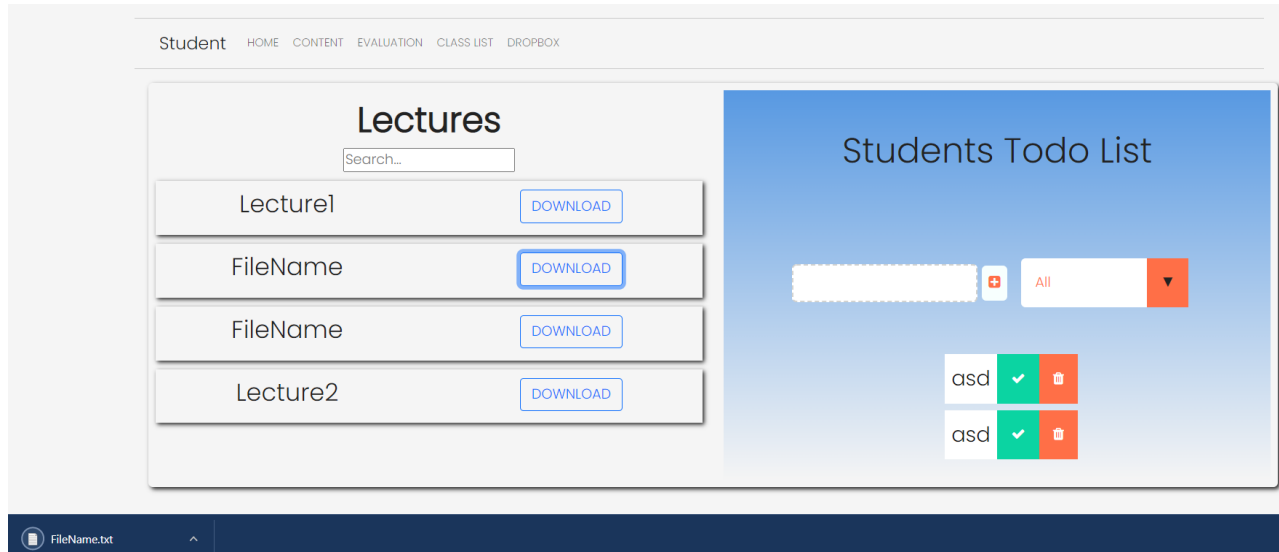 Student HOME CONTENT EVALUATION CLASS LIST DROPBOX
Lectures
Search...
Lecture1 DOWNLOAD
FileName DOWNLOAD
FileName DOWNLOAD
Lecture2 DOWNLOAD
Students Todo List
All
asd
asd
FileName.txt